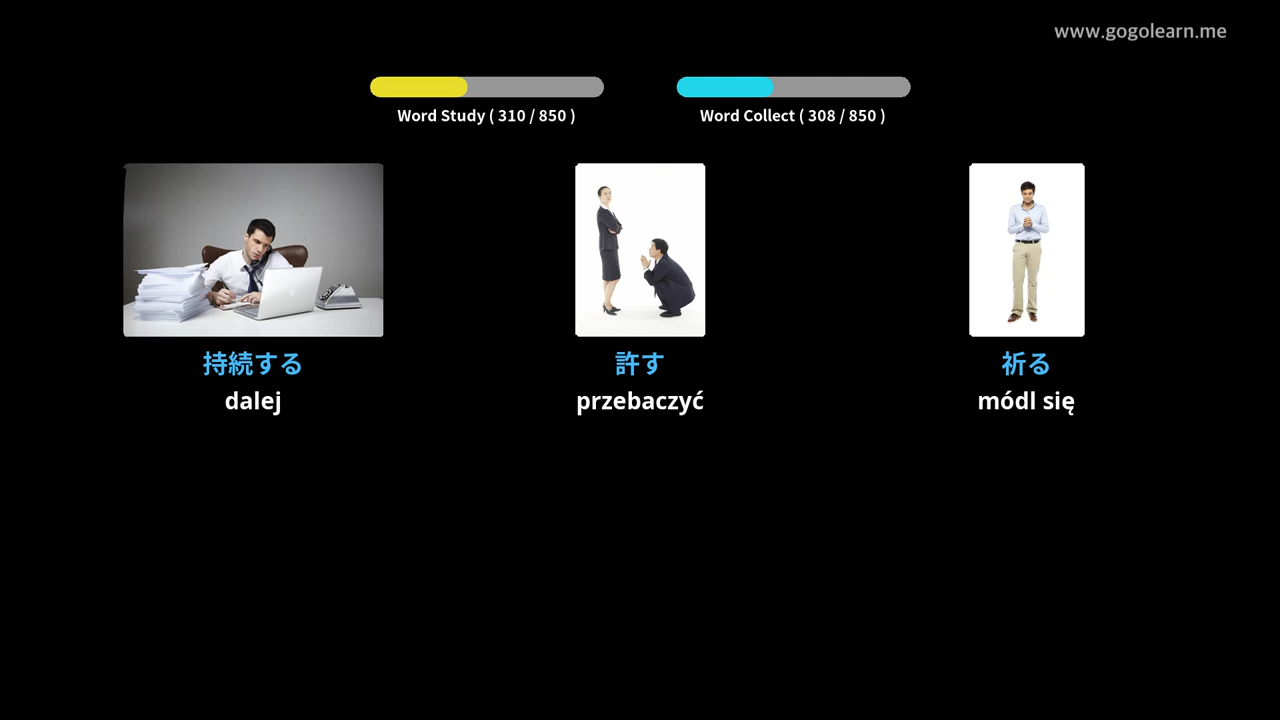 www.gogolearn.me
Word Study ( 310 / 850 )
Word Collect ( 308 / 850 )
持続する
dalej
許す
przebaczyć
祈る
módl się